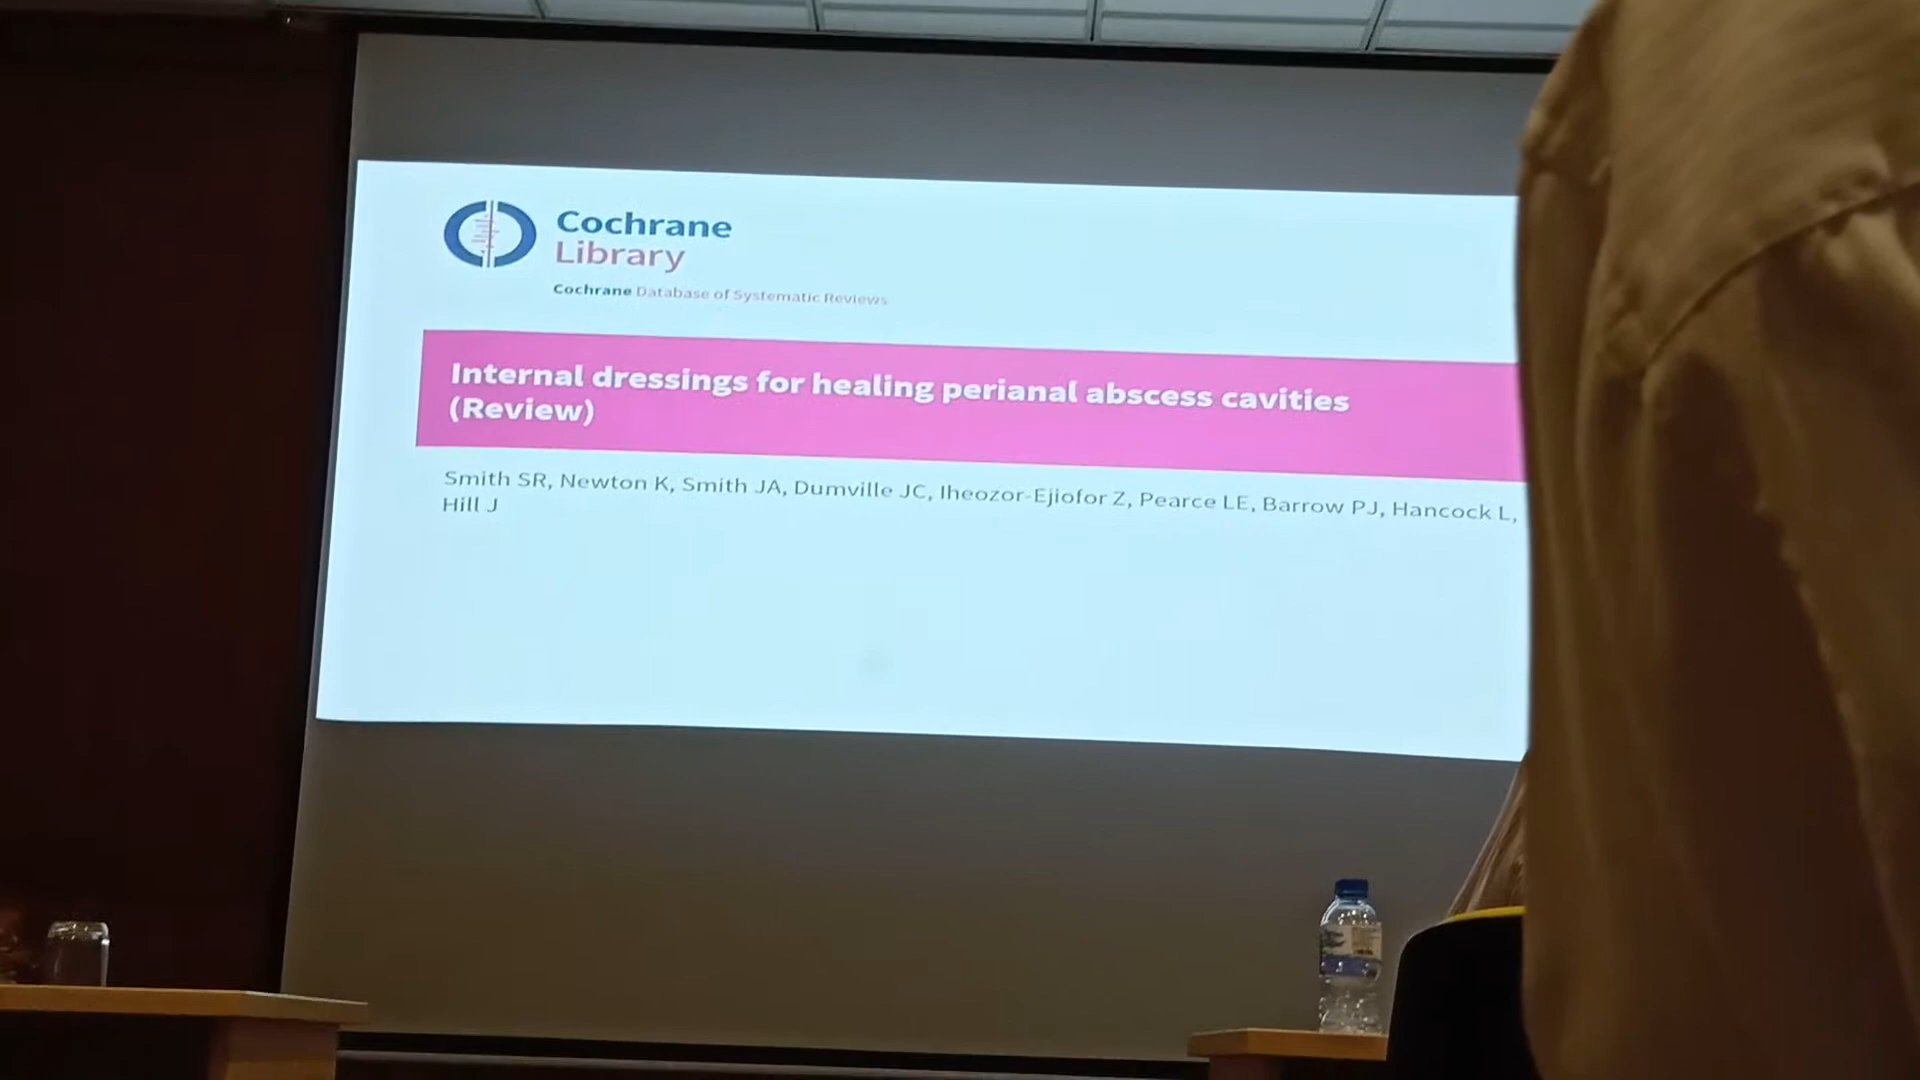 Cochrane
Library
Cochrane Database of Systematic Reviews
Internal dressings for healing perianal abscess cavities
(Review)
Smith SR, Newton K, Smith JA, Dumville JC, Iheozor-Ejiofor Z, Pearce LE, Barrow PJ, Hancock L,
Hill J